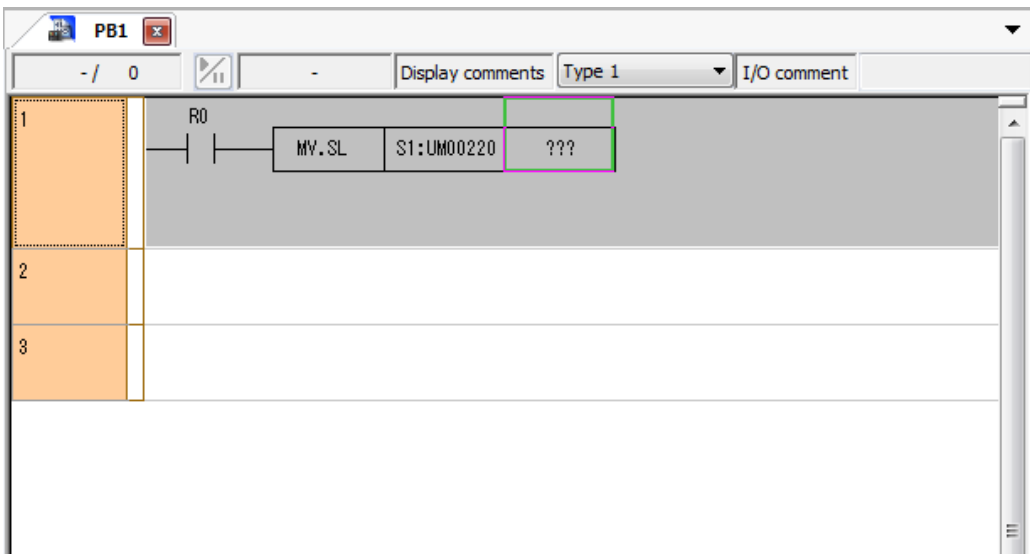 PB1
- / 0 - Display comments Type 1 I/O comment
1
R0
MV.SL S1:UM00220 ???
2
3